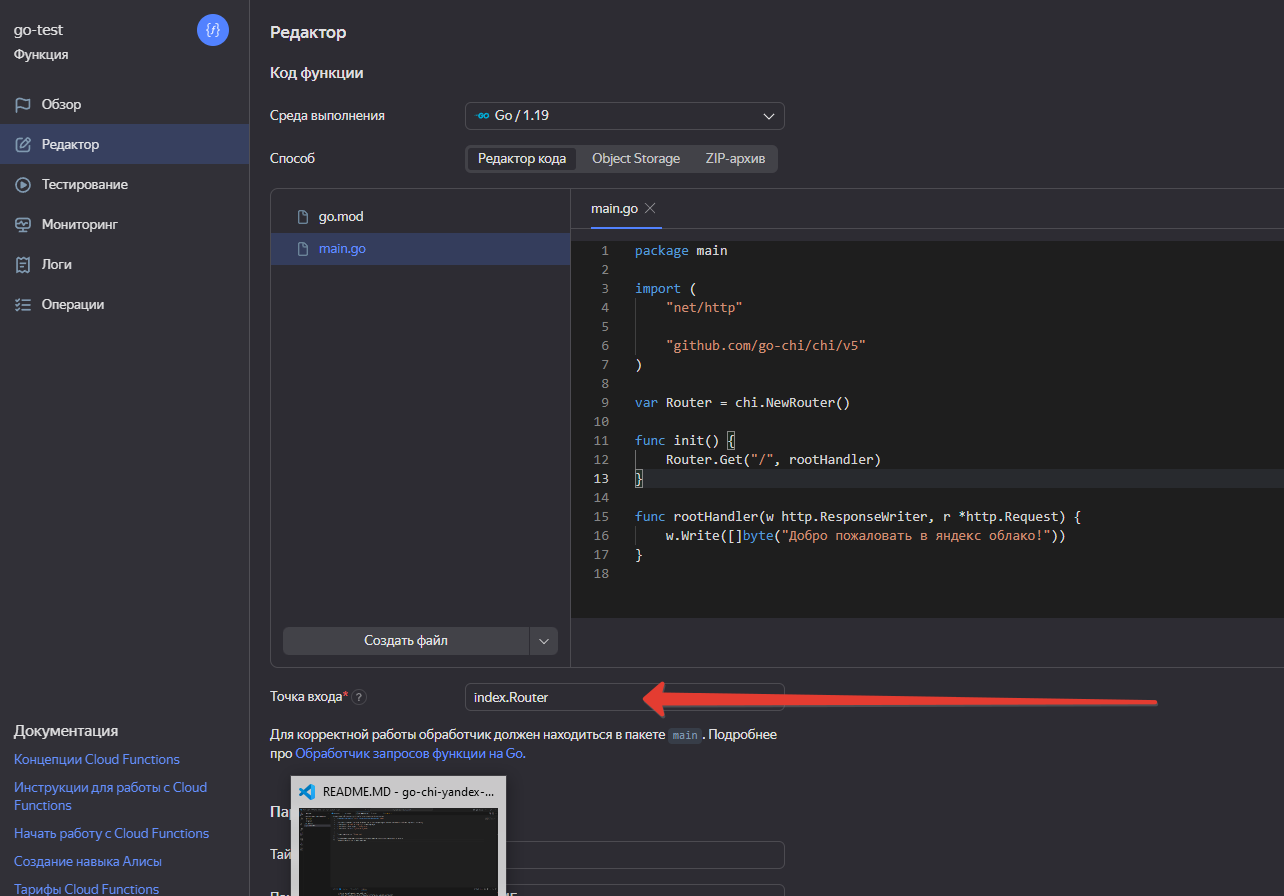 go-test
Функция
Обзор
Редактор
Тестирование
Мониторинг
Логи
Операции
Документация
Концепции Cloud Functions
Инструкции для работы с Cloud
Functions
Начать работу с Cloud Functions
Создание навыка Алисы
Тарифы Cloud Functions
Редактор
Код функции
Среда выполнения
Go / 1.19
Способ
Редактор кода Object Storage ZIP-архив
go.mod
main.go
Создать файл
main.go
1 package main
2
3 import (
4 "net/http"
5
6 "github.com/go-chi/chi/v5"
7 )
8
9 var Router = chi.NewRouter()
10
11 func init() {
12 Router.Get("/", rootHandler)
13 }
14
15 func rootHandler(w http.ResponseWriter, r *http.Request) {
16 w.Write([]byte("Добро пожаловать в яндекс облако!"))
17 }
18
Точка входа* ?
index.Router
Для корректной работы обработчик должен находиться в пакете main. Подробнее
про Обработчик запросов функции на Go.
README.MD - go-chi-yandex-...